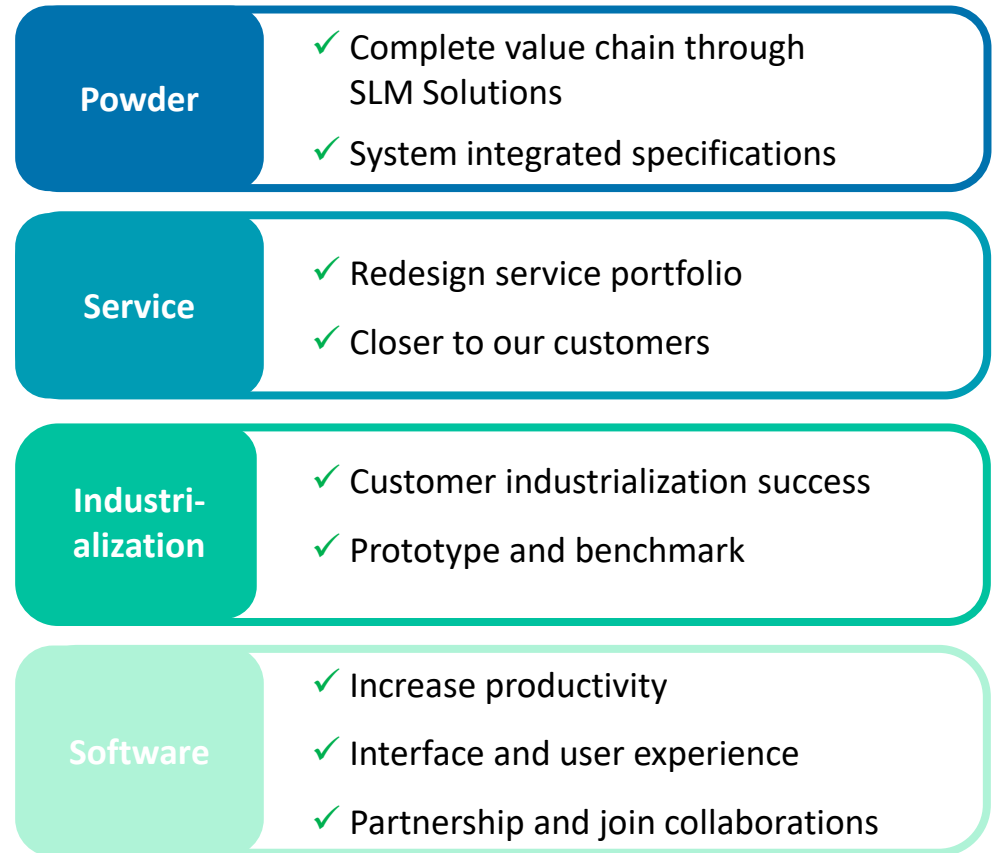 Powder
✓ Complete value chain through
SLM Solutions
✓ System integrated specifications
Service
✓ Redesign service portfolio
✓ Closer to our customers
Industri-
alization
✓ Customer industrialization success
✓ Prototype and benchmark
Software
✓ Increase productivity
✓ Interface and user experience
✓ Partnership and join collaborations